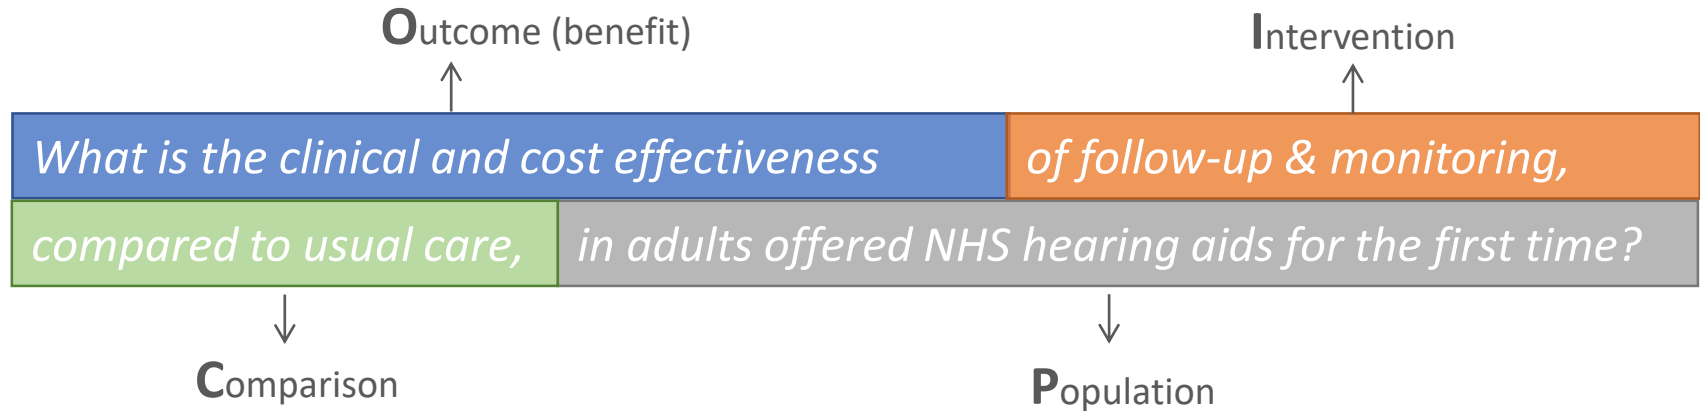 Outcome (benefit)
Intervention
What is the clinical and cost effectiveness
of follow-up & monitoring,
compared to usual care,
in adults offered NHS hearing aids for the first time?
Comparison
Population